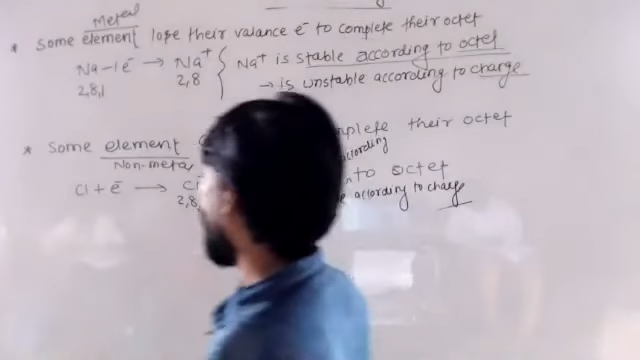 Metal
* Some element lose their valance e⁻ to complete their octet
Na - 1e⁻ → Na⁺ { Na⁺ is stable according to octet
2,8,1 2,8 → is unstable according to charge
* Some element mplete their octet
Non-metal according
Cl + e⁻ → to octet
2,8, according to charge